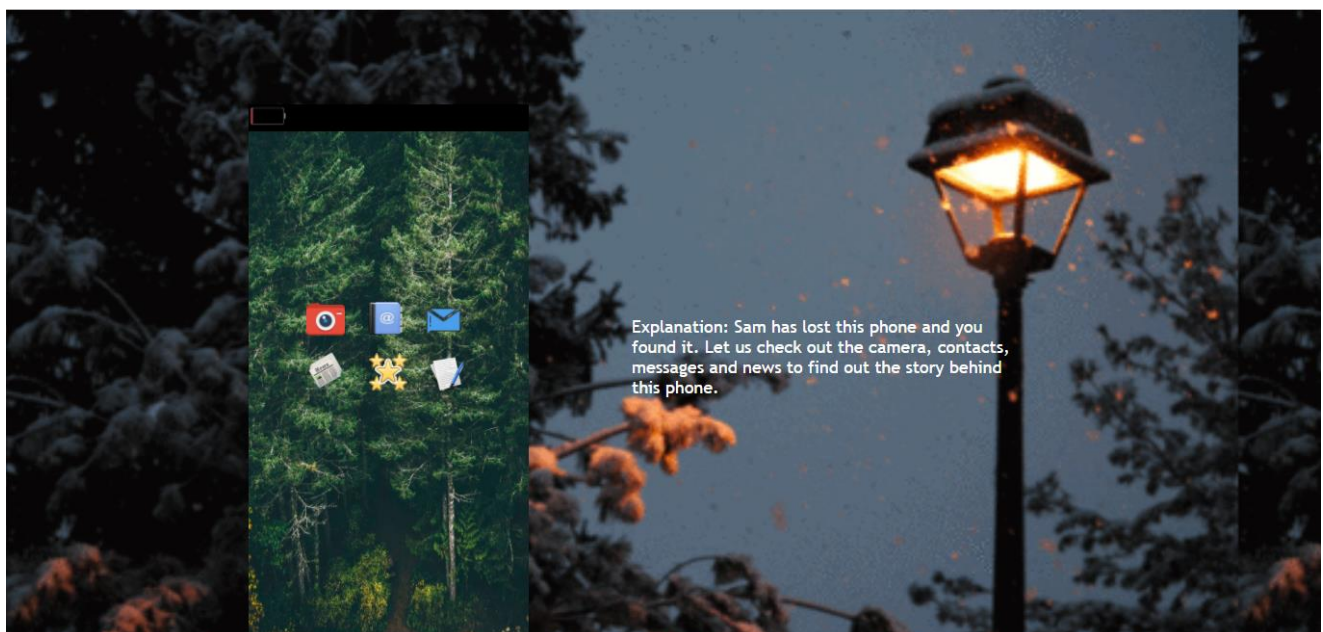 Explanation: Sam has lost this phone and you
found it. Let us check out the camera, contacts,
messages and news to find out the story behind
this phone.